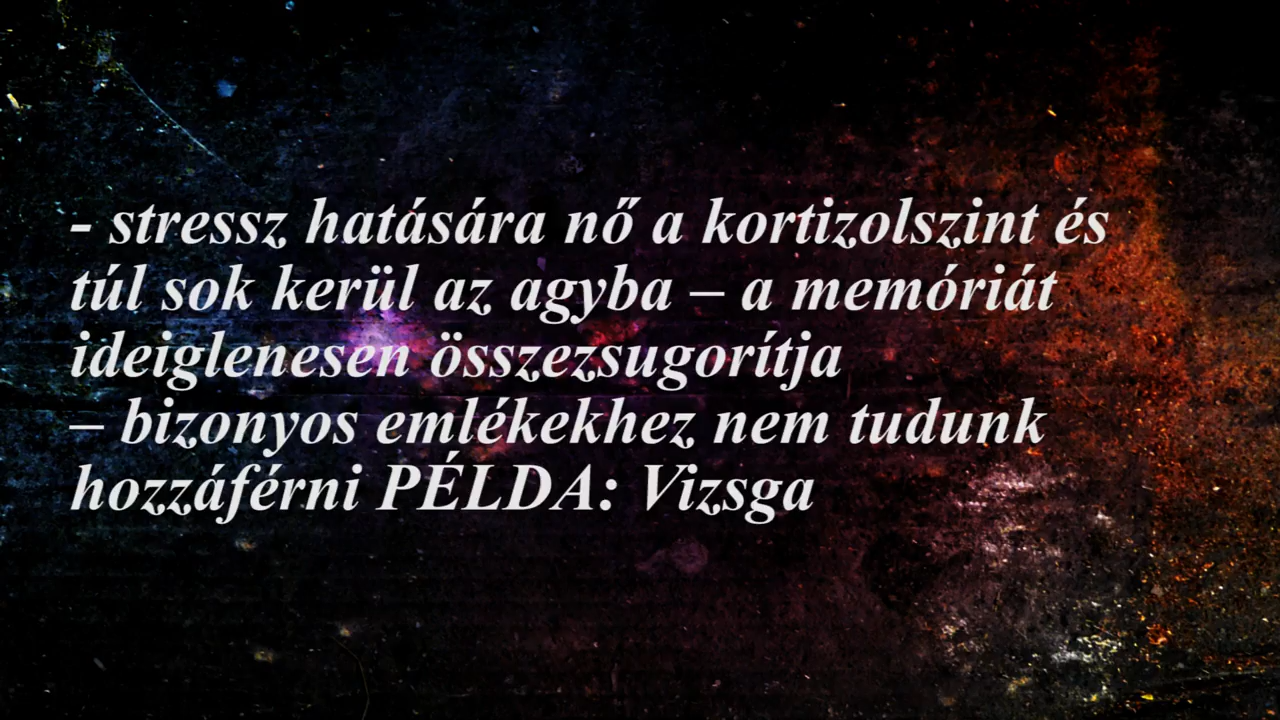 - stressz hatására nő a kortizolszint és
túl sok kerül az agyba – a memóriát
ideiglenesen összezsugorítja
– bizonyos emlékekhez nem tudunk
hozzáférni PÉLDA: Vizsga